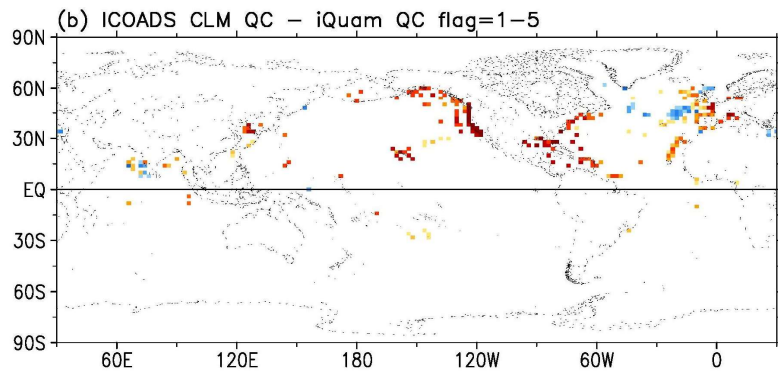 (b) ICOADS CLM QC – iQuam QC flag=1–5
90N
60N
30N
EQ
30S
60S
90S
60E 120E 180 120W 60W 0